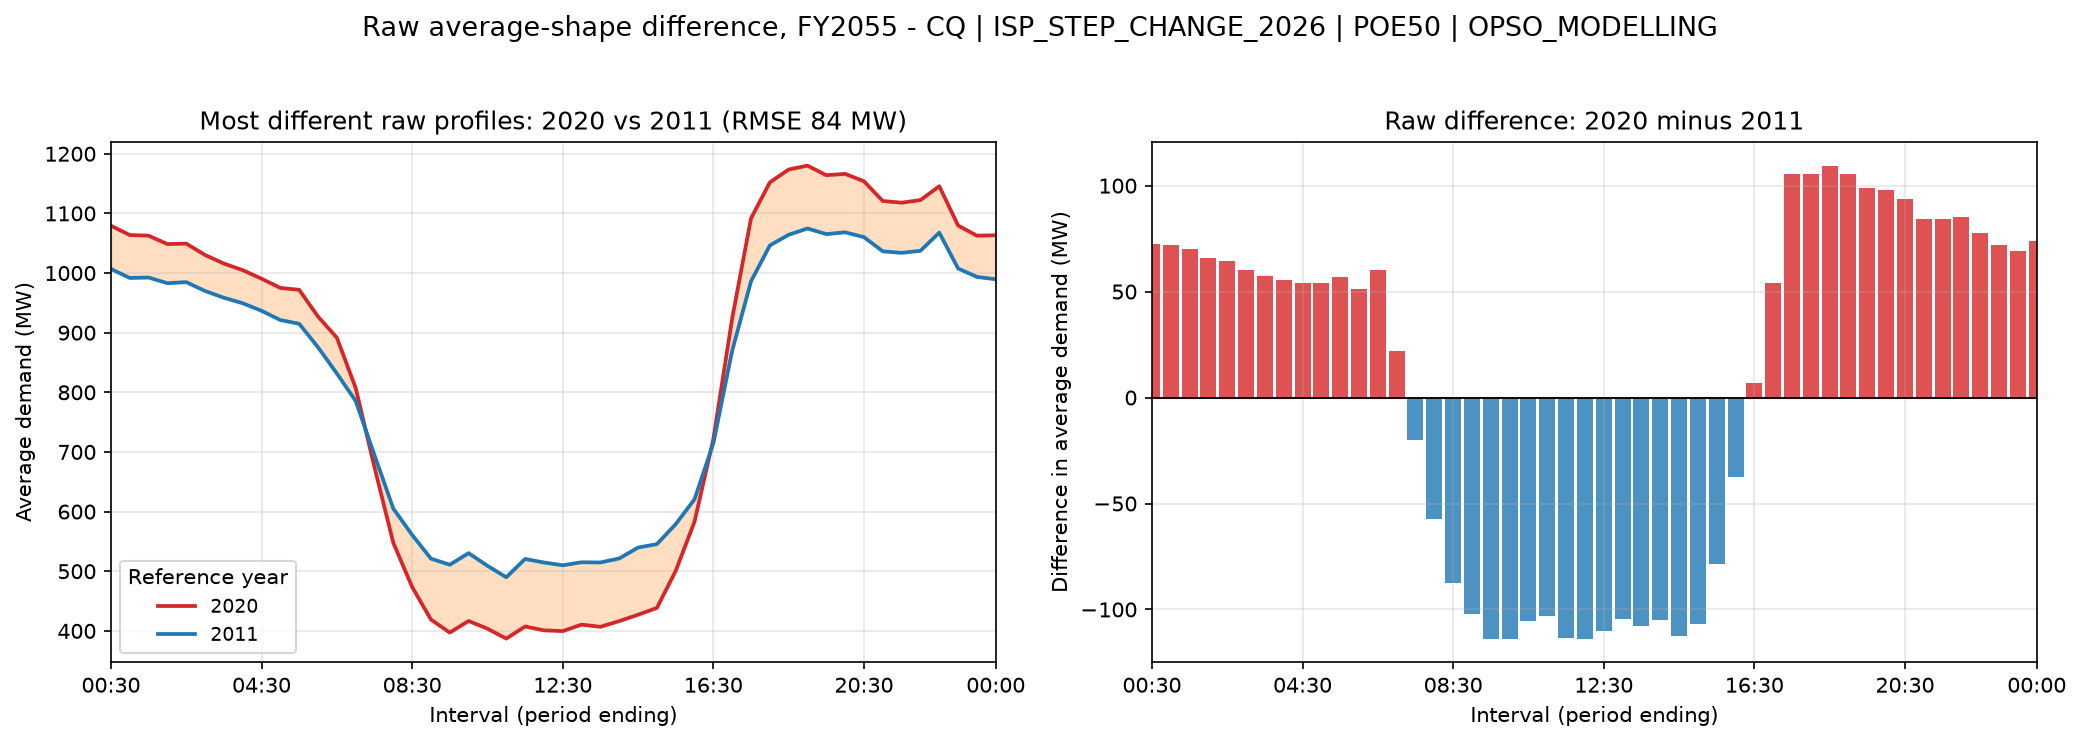 Raw average-shape difference, FY2055 - CQ | ISP_STEP_CHANGE_2026 | POE50 | OPSO_MODELLING
Most different raw profiles: 2020 vs 2011 (RMSE 84 MW)
Average demand (MW)
1200
1100
1000
900
800
700
600
500
400
Reference year
2020
2011
00:30 04:30 08:30 12:30 16:30 20:30 00:00
Interval (period ending)
Raw difference: 2020 minus 2011
Difference in average demand (MW)
100
50
0
−50
−100
00:30 04:30 08:30 12:30 16:30 20:30 00:00
Interval (period ending)